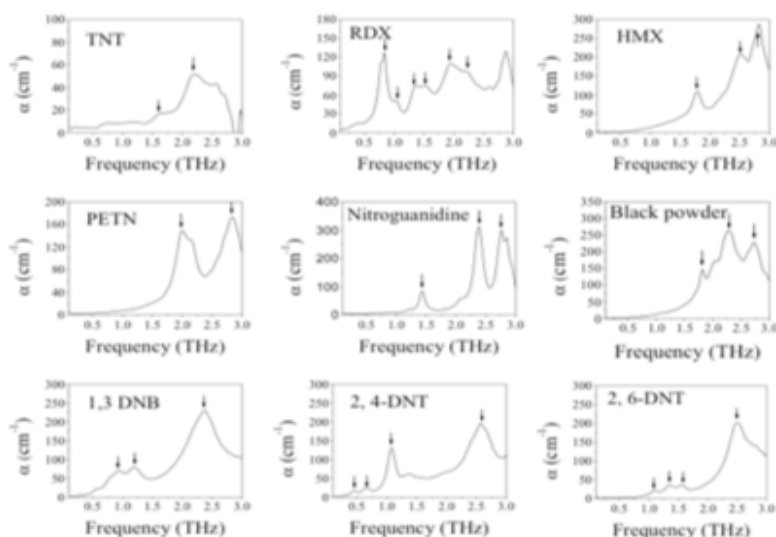 TNT
α (cm⁻¹)
100
80
60
40
20
0
0.5 1.0 1.5 2.0 2.5 3.0
Frequency (THz)
RDX
α (cm⁻¹)
180
150
120
90
60
30
0
0.5 1.0 1.5 2.0 2.5 3.0
Frequency (THz)
HMX
α (cm⁻¹)
300
250
200
150
100
50
0
0.5 1.0 1.5 2.0 2.5 3.0
Frequency (THz)
PETN
α (cm⁻¹)
200
160
120
80
40
0
0.5 1.0 1.5 2.0 2.5 3.0
Frequency (THz)
Nitroguanidine
α (cm⁻¹)
400
300
200
100
0
0.5 1.0 1.5 2.0 2.5 3.0
Frequency (THz)
Black powder
α (cm⁻¹)
350
300
250
200
150
100
50
0
0.5 1.0 1.5 2.0 2.5 3.0
Frequency (THz)
1,3 DNB
α (cm⁻¹)
300
250
200
150
100
50
0
0.5 1.0 1.5 2.0 2.5 3.0
Frequency (THz)
2, 4-DNT
α (cm⁻¹)
300
250
200
150
100
50
0
0.5 1.0 1.5 2.0 2.5 3.0
Frequency (THz)
2, 6-DNT
α (cm⁻¹)
300
250
200
150
100
50
0
0.5 1.0 1.5 2.0 2.5 3.0
Frequency (THz)